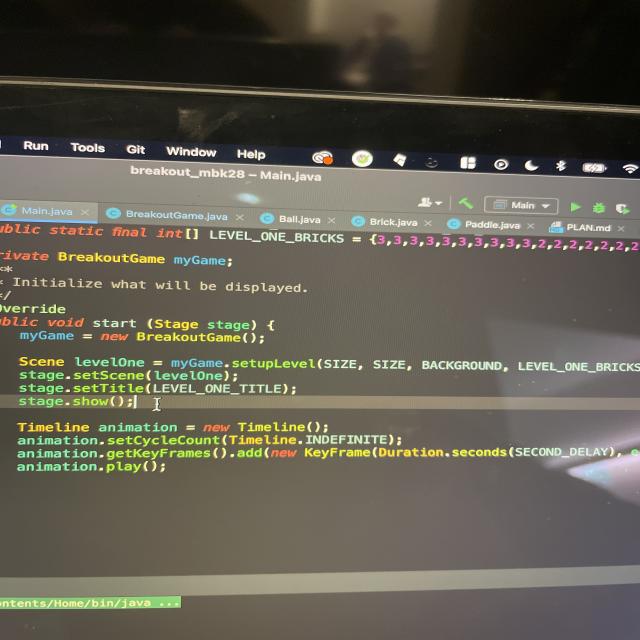 Run Tools Git Window Help
breakout_mbk28 – Main.java
Main
Main.java BreakoutGame.java Ball.java Brick.java Paddle.java PLAN.md
ublic static final int[] LEVEL_ONE_BRICKS = {3,3,3,3,3,3,3,3,3,3,2,2,2,2,2,2,2
rivate BreakoutGame myGame;
**
* Initialize what will be displayed.
*/
Override
ublic void start (Stage stage) {
myGame = new BreakoutGame();
Scene levelOne = myGame.setupLevel(SIZE, SIZE, BACKGROUND, LEVEL_ONE_BRICKS
stage.setScene(levelOne);
stage.setTitle(LEVEL_ONE_TITLE);
stage.show();
Timeline animation = new Timeline();
animation.setCycleCount(Timeline.INDEFINITE);
animation.getKeyFrames().add(new KeyFrame(Duration.seconds(SECOND_DELAY), e
animation.play();
ontents/Home/bin/java ...